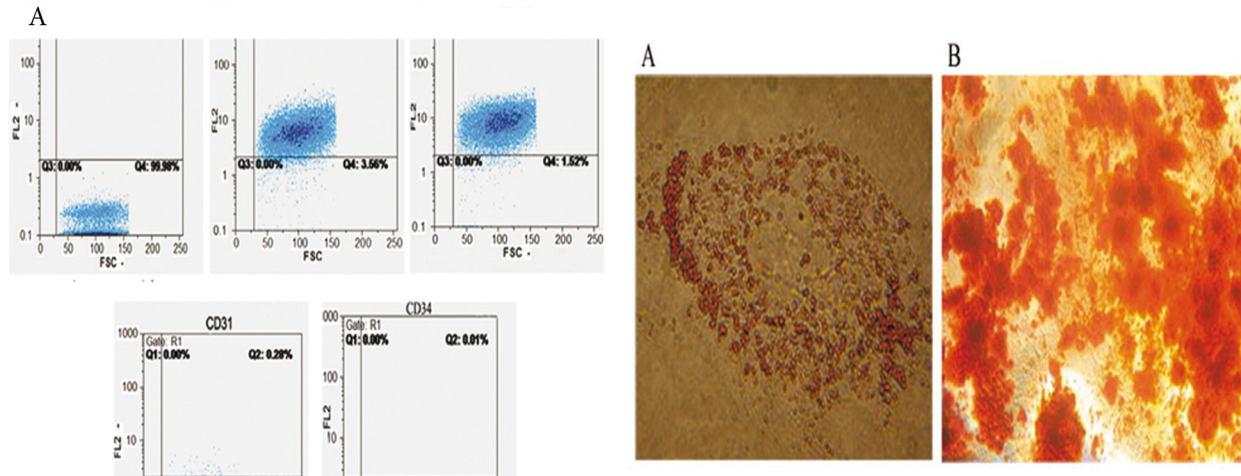 A
FL2 -
100
10
1
0.1
Q3: 0.00% Q4: 99.98%
0 50 100 150 200 250
FSC -
FL2
100
10
1
0.1
Q3: 0.00% Q4: 3.56%
0 50 100 150 200 250
FSC
FL2
100
10
1
0.1
Q3: 0.00% Q4: 1.52%
0 50 100 150 200 250
FSC -
CD31
Gate: R1
Q1: 0.00% Q2: 0.28%
1000
100
10
FL2 -
CD34
Gate: R1
Q1: 0.00% Q2: 0.01%
000
100
10
FL2 -
A
B